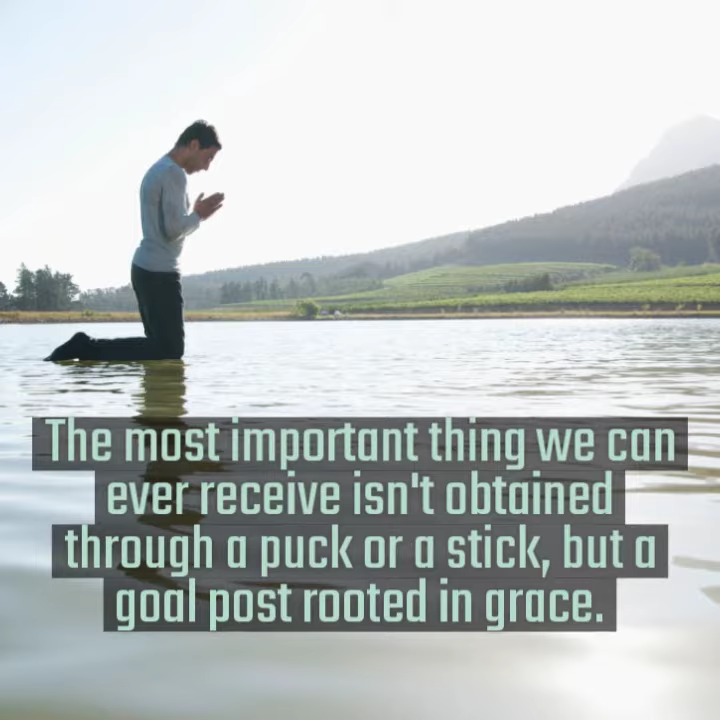 The most important thing we can
ever receive isn't obtained
through a puck or a stick, but a
goal post rooted in grace.